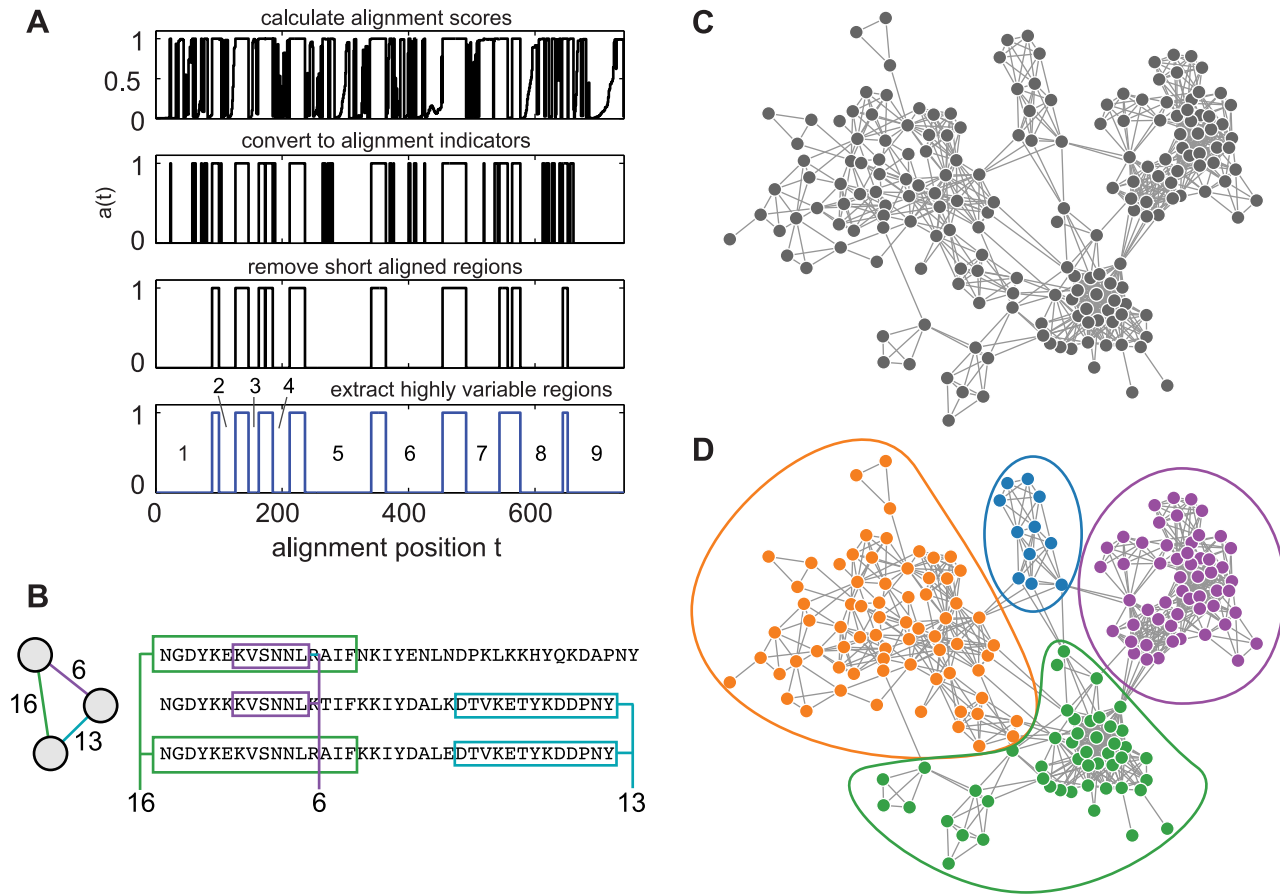 A
calculate alignment scores
1
0.5
0
convert to alignment indicators
1
0
a(t)
remove short aligned regions
1
0
2 3 4 extract highly variable regions
1
0
1 5 6 7 8 9
0 200 400 600
alignment position t
B
6
16
13
NGDYKEKVSNNLRAIFNKIYENLNDPKLKKHYQKDAPNY
NGDYKKKVSNNLKTIFKKIYDALKDTVKETYKDDPNY
NGDYKEKVSNNLRAIFKKIYDALEDTVKETYKDDPNY
16 6 13
C
D